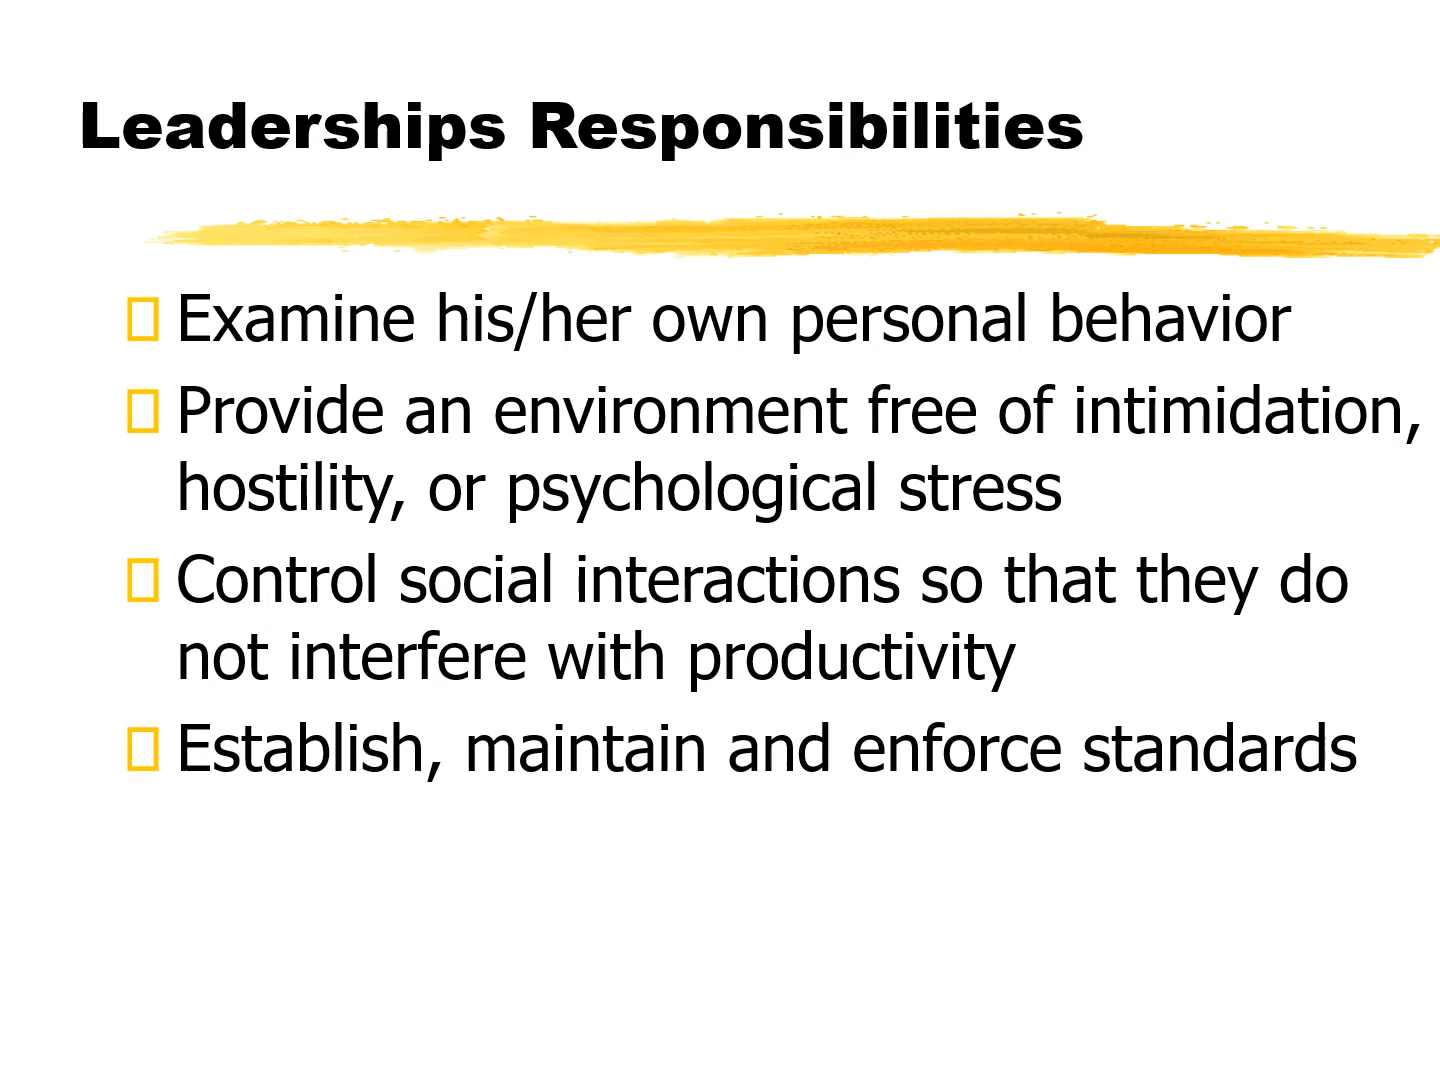 Leaderships Responsibilities
Examine his/her own personal behavior
Provide an environment free of intimidation,
hostility, or psychological stress
Control social interactions so that they do
not interfere with productivity
Establish, maintain and enforce standards